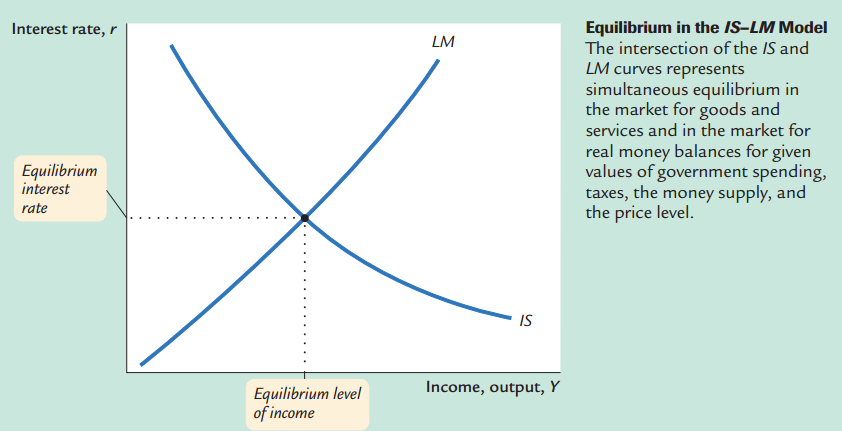 Interest rate, r
LM
Equilibrium
interest
rate
IS
Equilibrium level
of income
Income, output, Y
Equilibrium in the IS–LM Model
The intersection of the IS and
LM curves represents
simultaneous equilibrium in
the market for goods and
services and in the market for
real money balances for given
values of government spending,
taxes, the money supply, and
the price level.